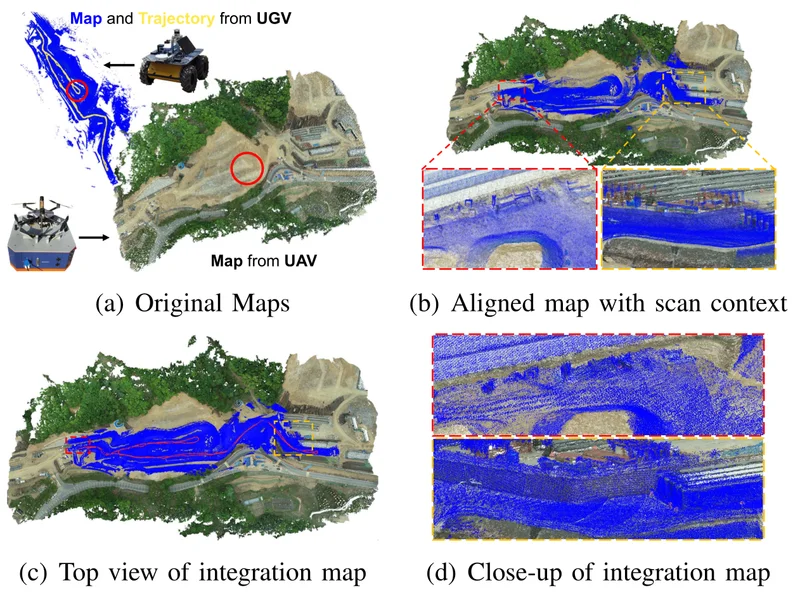 Map and Trajectory from UGV
Map from UAV
(a) Original Maps
(b) Aligned map with scan context
(c) Top view of integration map
(d) Close-up of integration map